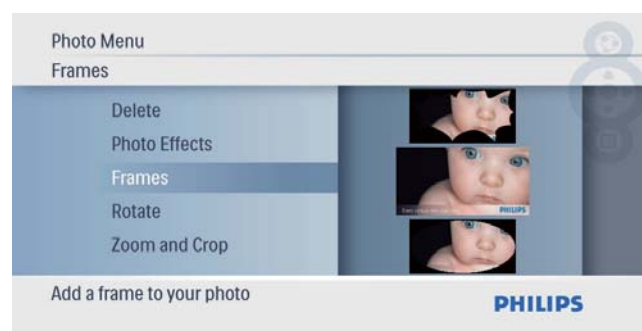 Photo Menu
Frames
Delete
Photo Effects
Frames
Rotate
Zoom and Crop
PHILIPS
Add a frame to your photo
PHILIPS